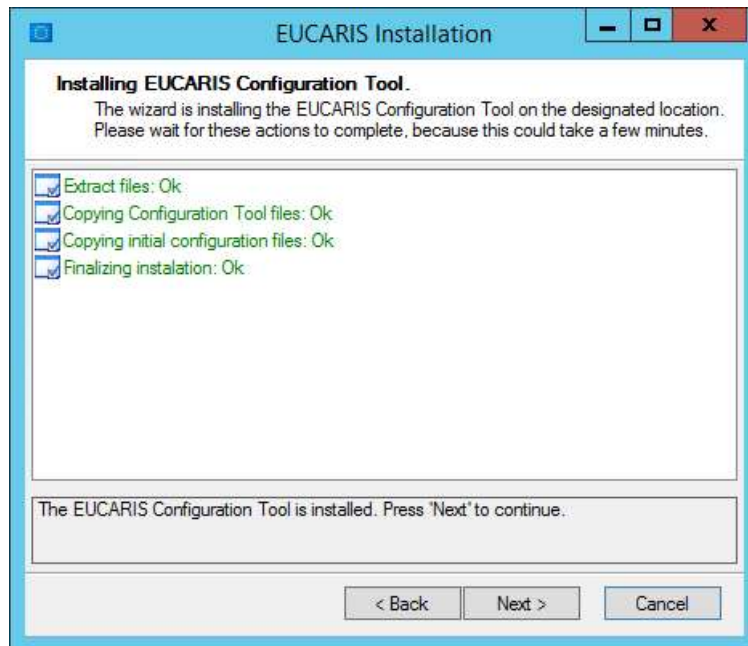 EUCARIS Installation
Installing EUCARIS Configuration Tool.
The wizard is installing the EUCARIS Configuration Tool on the designated location.
Please wait for these actions to complete, because this could take a few minutes.
Extract files: Ok
Copying Configuration Tool files: Ok
Copying initial configuration files: Ok
Finalizing instalation: Ok
The EUCARIS Configuration Tool is installed. Press 'Next' to continue.
< Back Next > Cancel